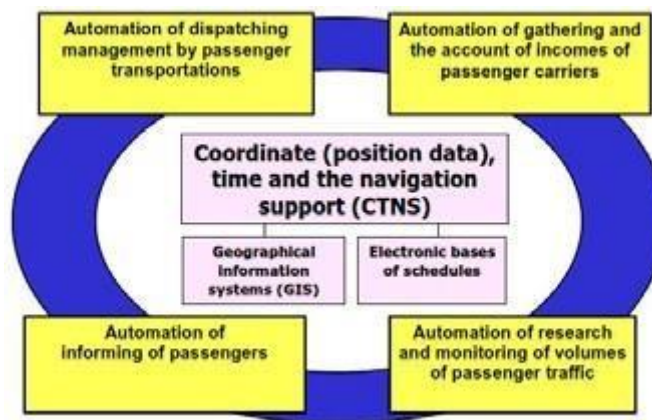 Automation of dispatching
management by passenger
transportations
Automation of gathering and
the account of incomes of
passenger carriers
Coordinate (position data),
time and the navigation
support (CTNS)
Geographical
information
systems (GIS)
Electronic bases
of schedules
Automation of
informing of passengers
Automation of research
and monitoring of volumes
of passenger traffic